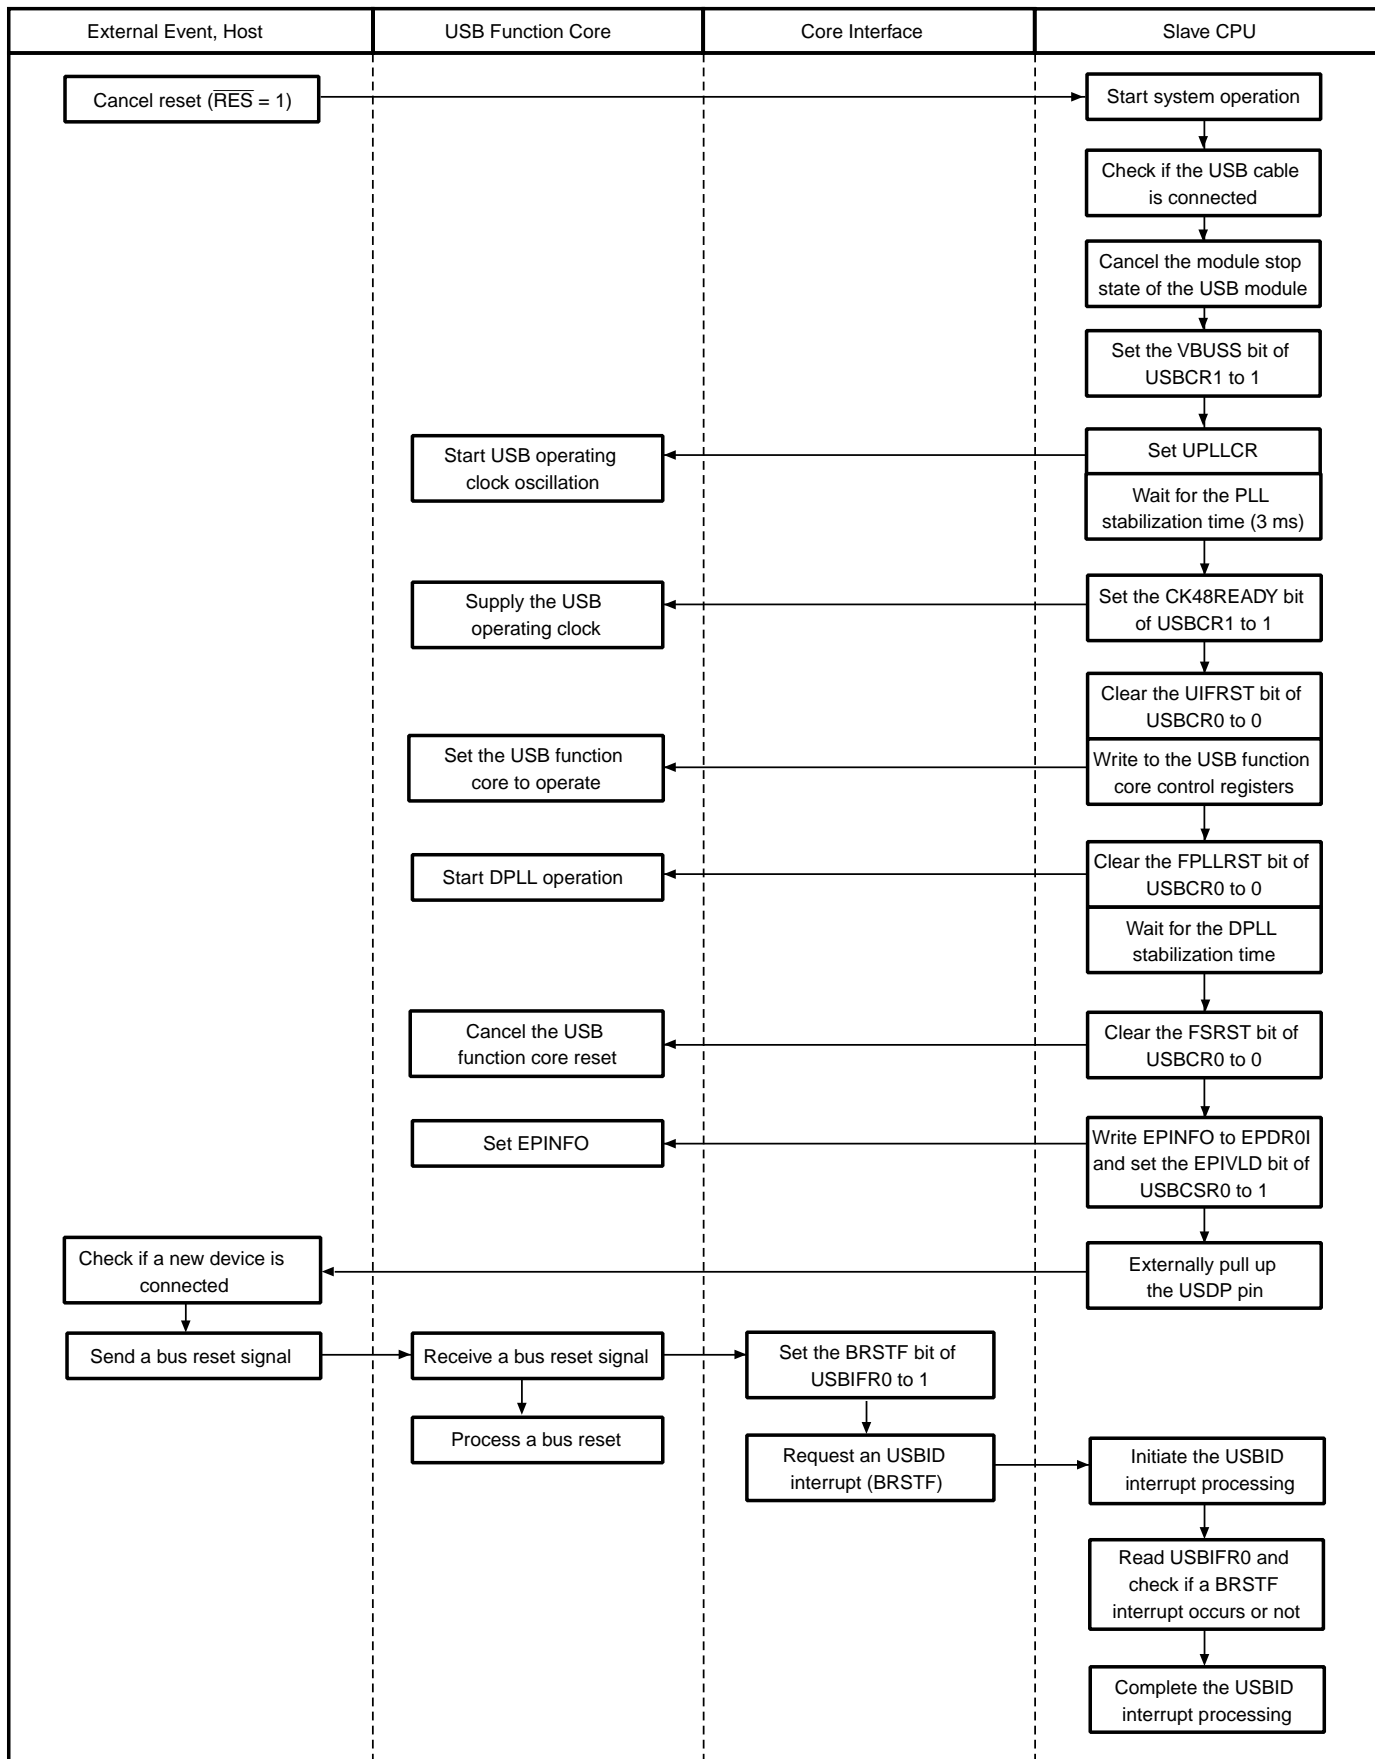 External Event, Host
USB Function Core
Core Interface
Slave CPU
Cancel reset (R̅E̅S̅ = 1)
Start system operation
Check if the USB cable
is connected
Cancel the module stop
state of the USB module
Set the VBUSS bit of
USBCR1 to 1
Start USB operating
clock oscillation
Set UPLLCR
Wait for the PLL
stabilization time (3 ms)
Supply the USB
operating clock
Set the CK48READY bit
of USBCR1 to 1
Clear the UIFRST bit of
USBCR0 to 0
Set the USB function
core to operate
Write to the USB function
core control registers
Start DPLL operation
Clear the FPLLRST bit of
USBCR0 to 0
Wait for the DPLL
stabilization time
Cancel the USB
function core reset
Clear the FSRST bit of
USBCR0 to 0
Set EPINFO
Write EPINFO to EPDR0I
and set the EPIVLD bit of
USBCSR0 to 1
Check if a new device is
connected
Externally pull up
the USDP pin
Send a bus reset signal
Receive a bus reset signal
Set the BRSTF bit of
USBIFR0 to 1
Process a bus reset
Request an USBID
interrupt (BRSTF)
Initiate the USBID
interrupt processing
Read USBIFR0 and
check if a BRSTF
interrupt occurs or not
Complete the USBID
interrupt processing